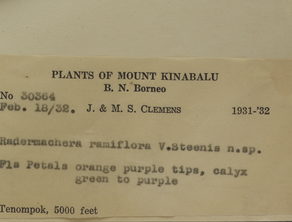 PLANTS OF MOUNT KINABALU
B. N. Borneo
No 30364
Feb. 18/32. J. & M. S. CLEMENS 1931-'32
Radermachera ramiflora V.Steenis n.sp.
Fls Petals orange purple tips, calyx
green to purple
Tenompok, 5000 feet